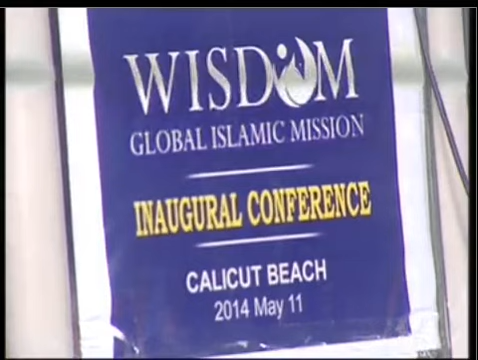 WISDOM
GLOBAL ISLAMIC MISSION
INAUGURAL CONFERENCE
CALICUT BEACH
2014 May 11